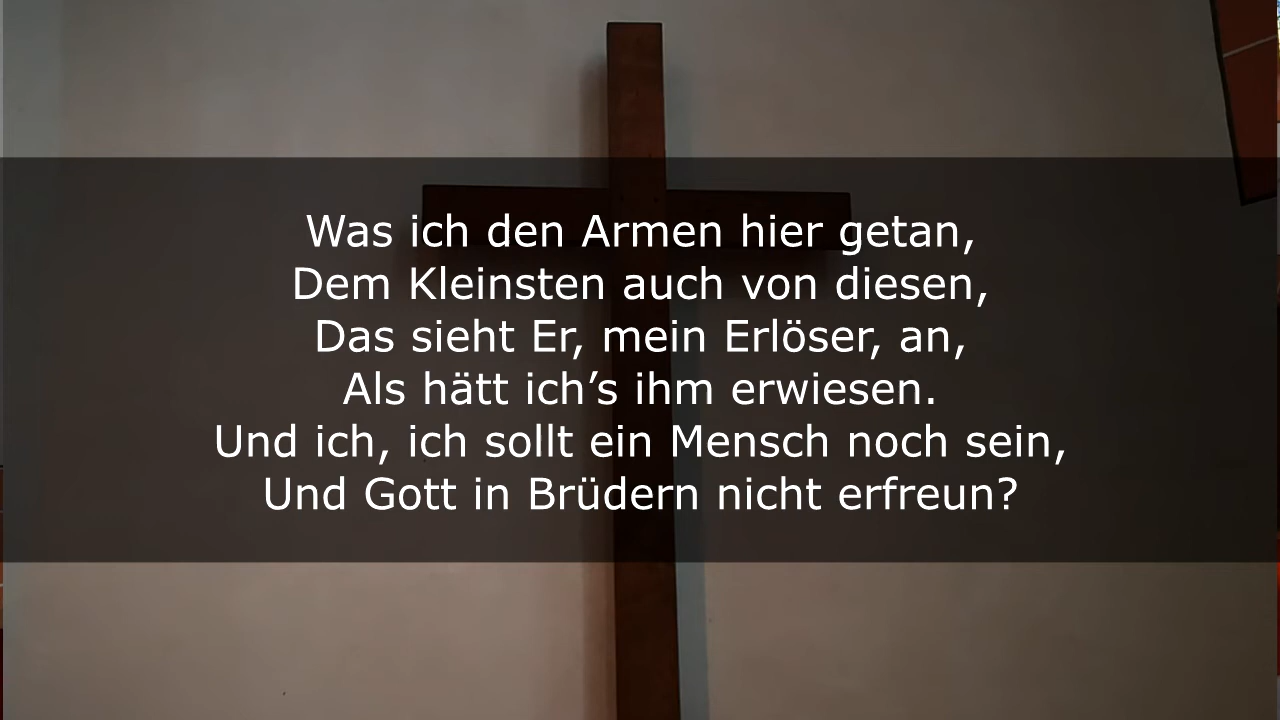 Was ich den Armen hier getan,
Dem Kleinsten auch von diesen,
Das sieht Er, mein Erlöser, an,
Als hätt ich’s ihm erwiesen.
Und ich, ich sollt ein Mensch noch sein,
Und Gott in Brüdern nicht erfreun?